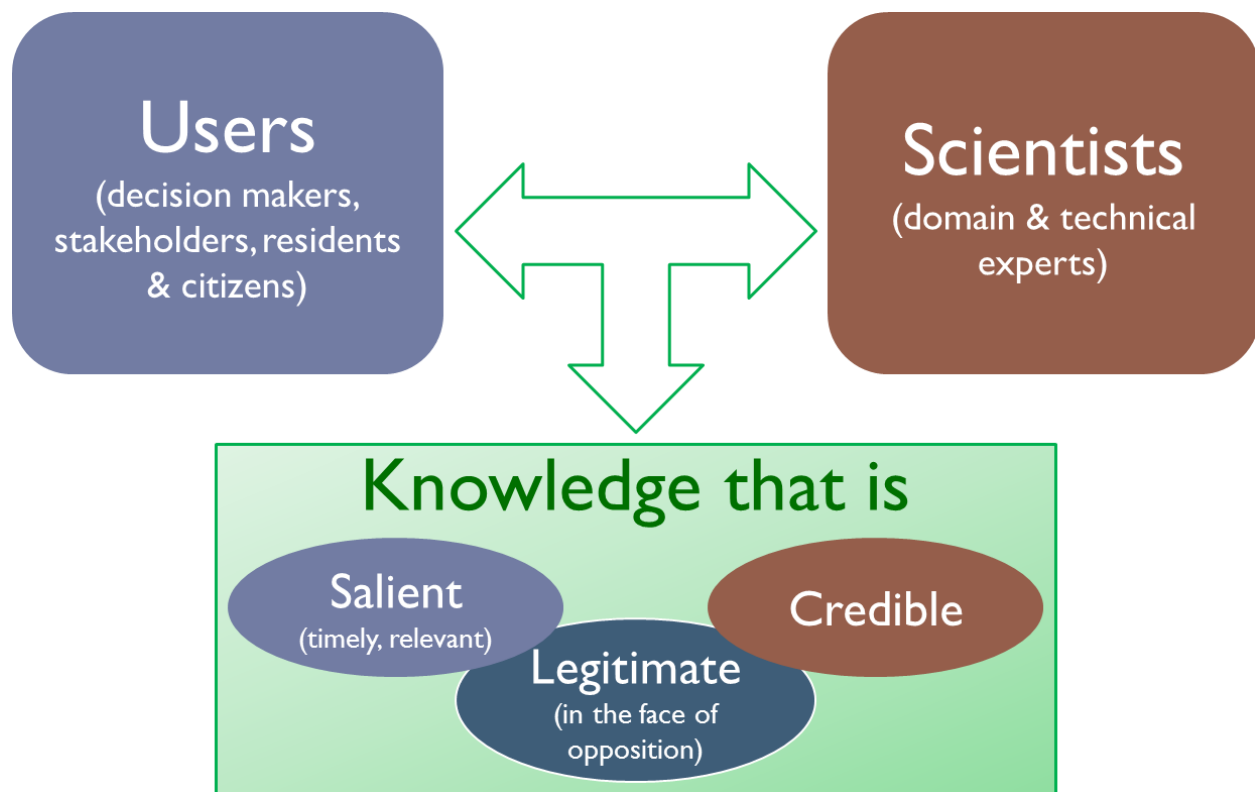 Users
(decision makers,
stakeholders, residents
& citizens)
Scientists
(domain & technical
experts)
Knowledge that is
Salient
(timely, relevant)
Legitimate
(in the face of
opposition)
Credible